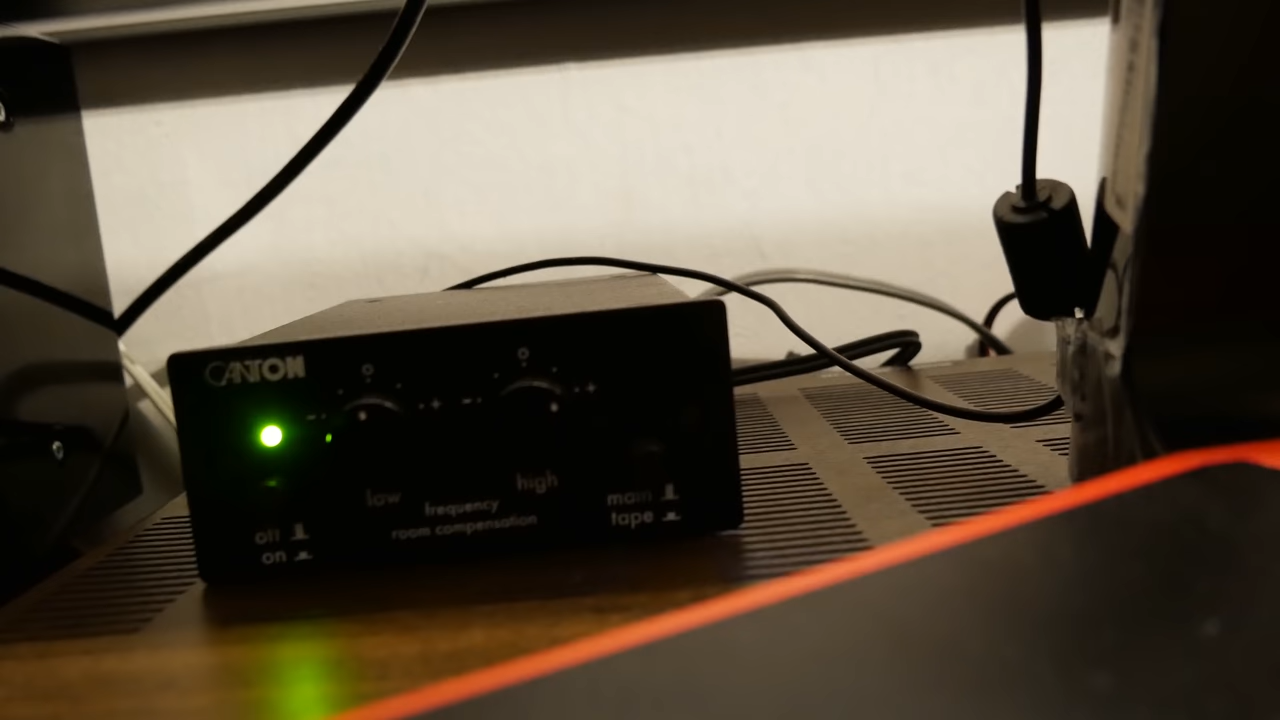 CANTON
low
high
frequency
room compensation
off
on
main
tape